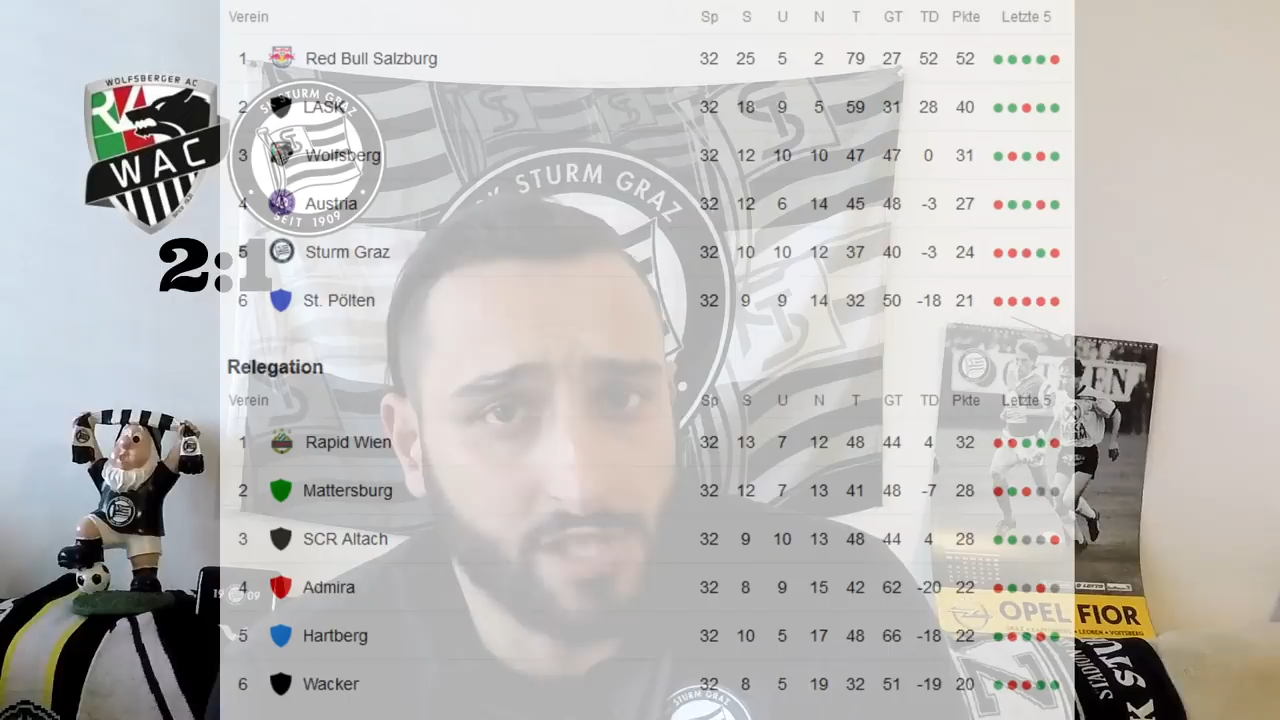 Verein Sp S U N T GT TD Pkte Letzte 5
1 Red Bull Salzburg 32 25 5 2 79 27 52 52
2 LASK 32 18 9 5 59 31 28 40
3 Wolfsberg 32 12 10 10 47 47 0 31
4 Austria 32 12 6 14 45 48 -3 27
5 Sturm Graz 32 10 10 12 37 40 -3 24
6 St. Pölten 32 9 9 14 32 50 -18 21
Relegation
Verein Sp S U N T GT TD Pkte Letzte 5
1 Rapid Wien 32 13 7 12 48 44 4 32
2 Mattersburg 32 12 7 13 41 48 -7 28
3 SCR Altach 32 9 10 13 48 44 4 28
4 Admira 32 8 9 15 42 62 -20 22
5 Hartberg 32 10 5 17 48 66 -18 22
6 Wacker 32 8 5 19 32 51 -19 20
WOLFSBERGER AC
WAC
SK STURM GRAZ
SEIT 1909
2:1
STURM GRAZ
19 09
OPEL FIOR
STURM GRAZ